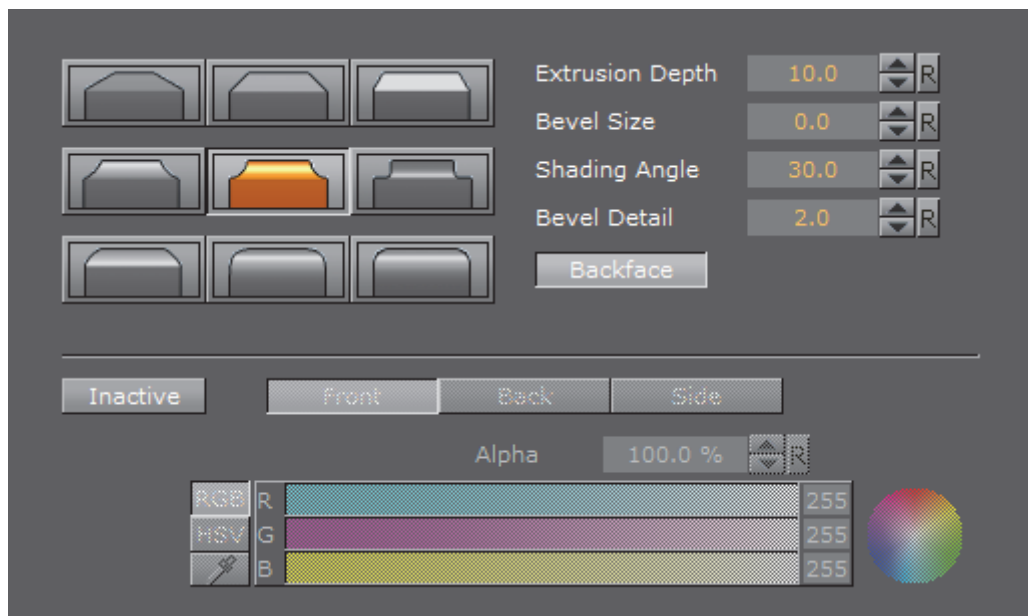 Extrusion Depth 10.0 R
Bevel Size 0.0 R
Shading Angle 30.0 R
Bevel Detail 2.0 R
Backface
Inactive Front Back Side
Alpha 100.0 % R
RGB R 255
HSV G 255
B 255